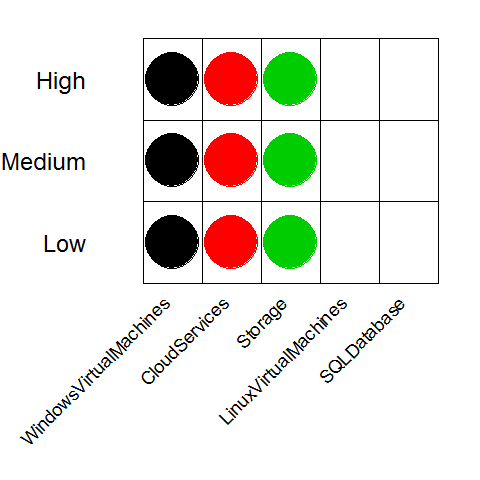 High
Medium
Low
WindowsVirtualMachines
CloudServices
Storage
LinuxVirtualMachines
SQLDatabase